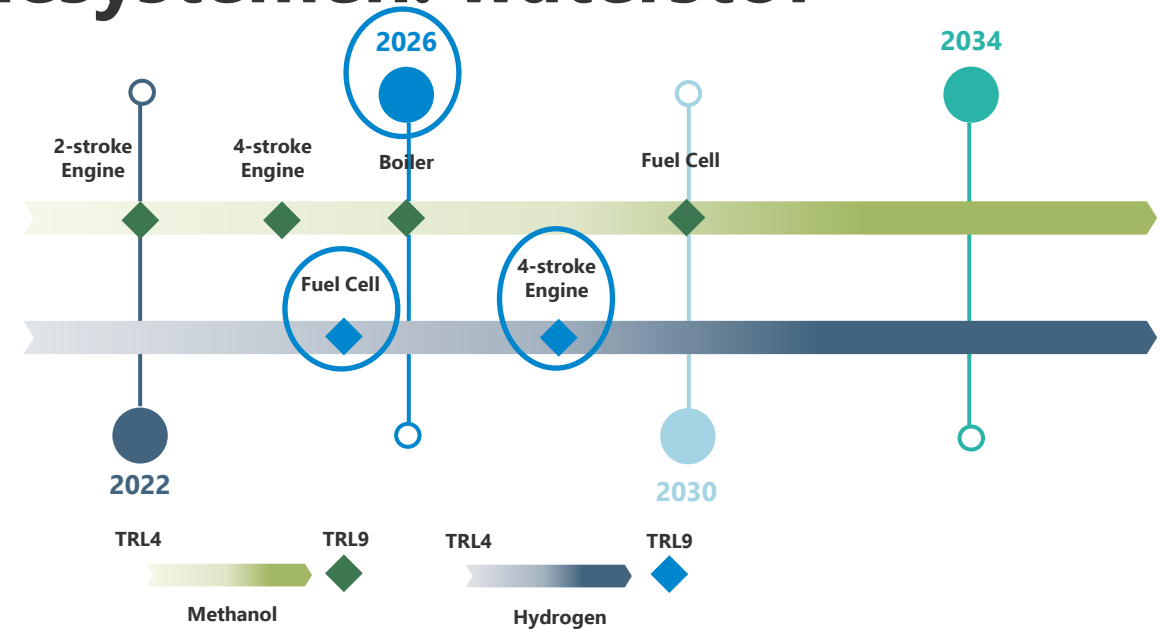 2026
2034
2-stroke
Engine
4-stroke
Engine
Boiler
Fuel Cell
Fuel Cell
4-stroke
Engine
2022
2030
TRL4
TRL9
TRL4
TRL9
Methanol
Hydrogen